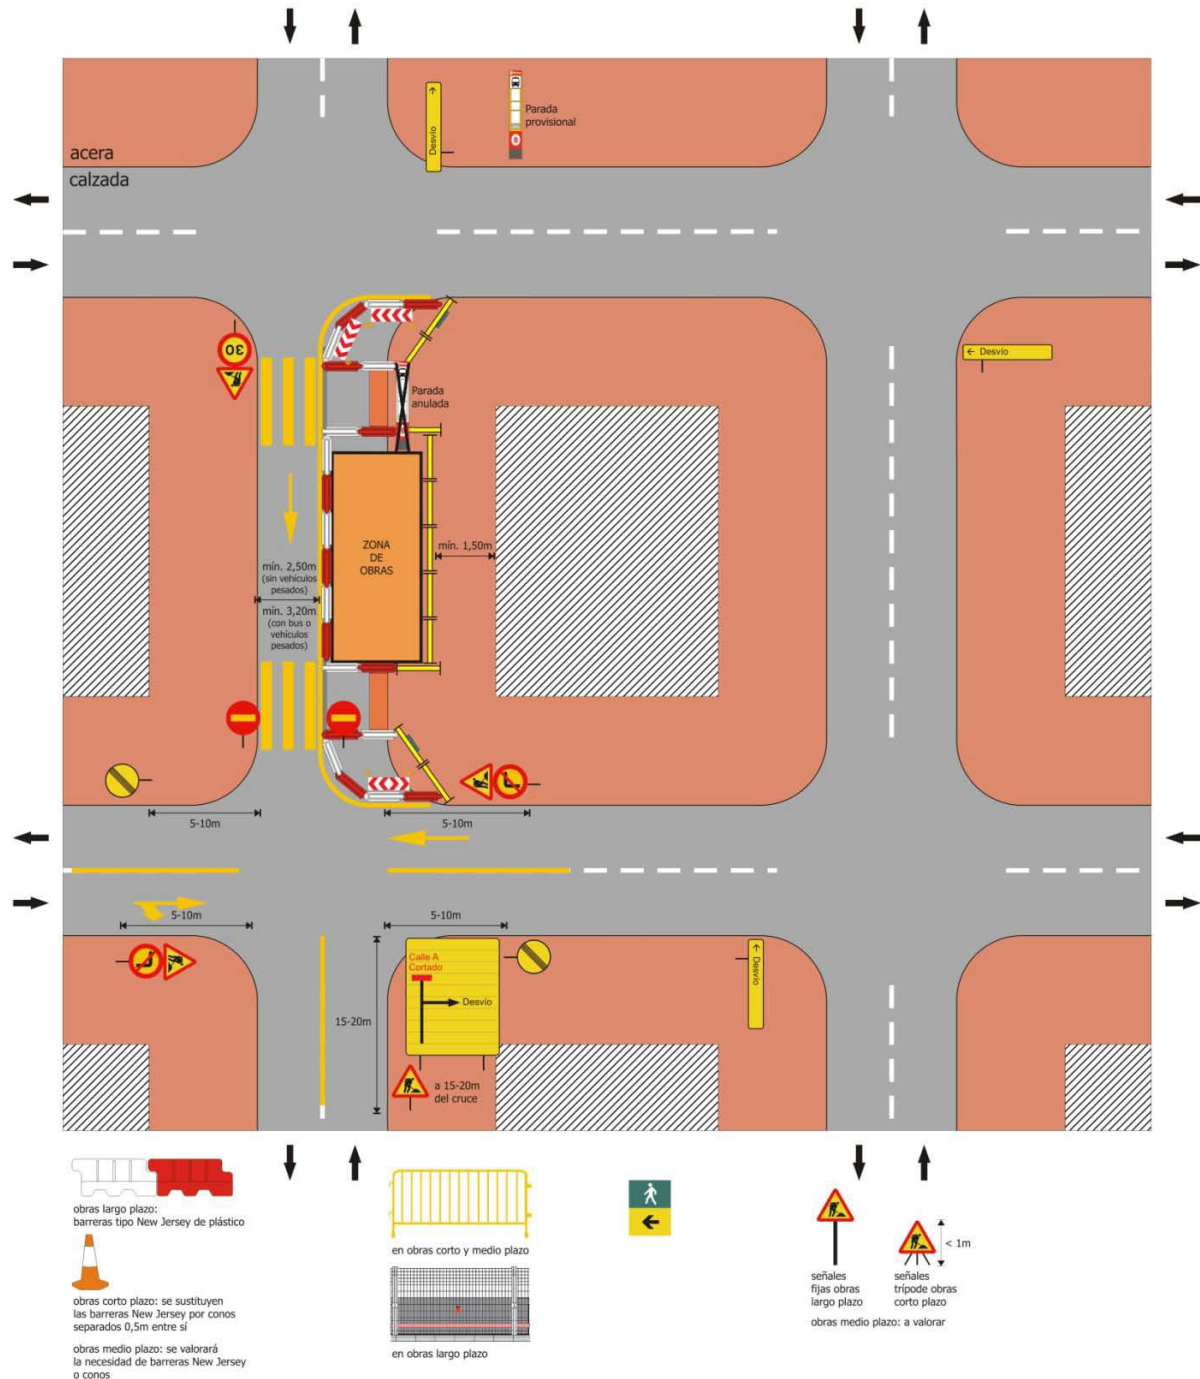 Desvío
Parada
provisional
acera
calzada
30
Desvío
Parada
anulada
ZONA
DE
OBRAS
mín. 1,50m
mín. 2,50m
(sin vehículos
pesados)
mín. 3,20m
(con bus o
vehículos
pesados)
5-10m
5-10m
5-10m
5-10m
Calle A
Cortado
Desvío
Desvío
15-20m
a 15-20m
del cruce
obras largo plazo:
barreras tipo New Jersey de plástico
en obras corto y medio plazo
< 1m
señales
fijas obras
largo plazo
señales
trípode obras
corto plazo
obras corto plazo: se sustituyen
las barreras New Jersey por conos
separados 0,5m entre sí
obras medio plazo: a valorar
obras medio plazo: se valorará
la necesidad de barreras New Jersey
o conos
en obras largo plazo